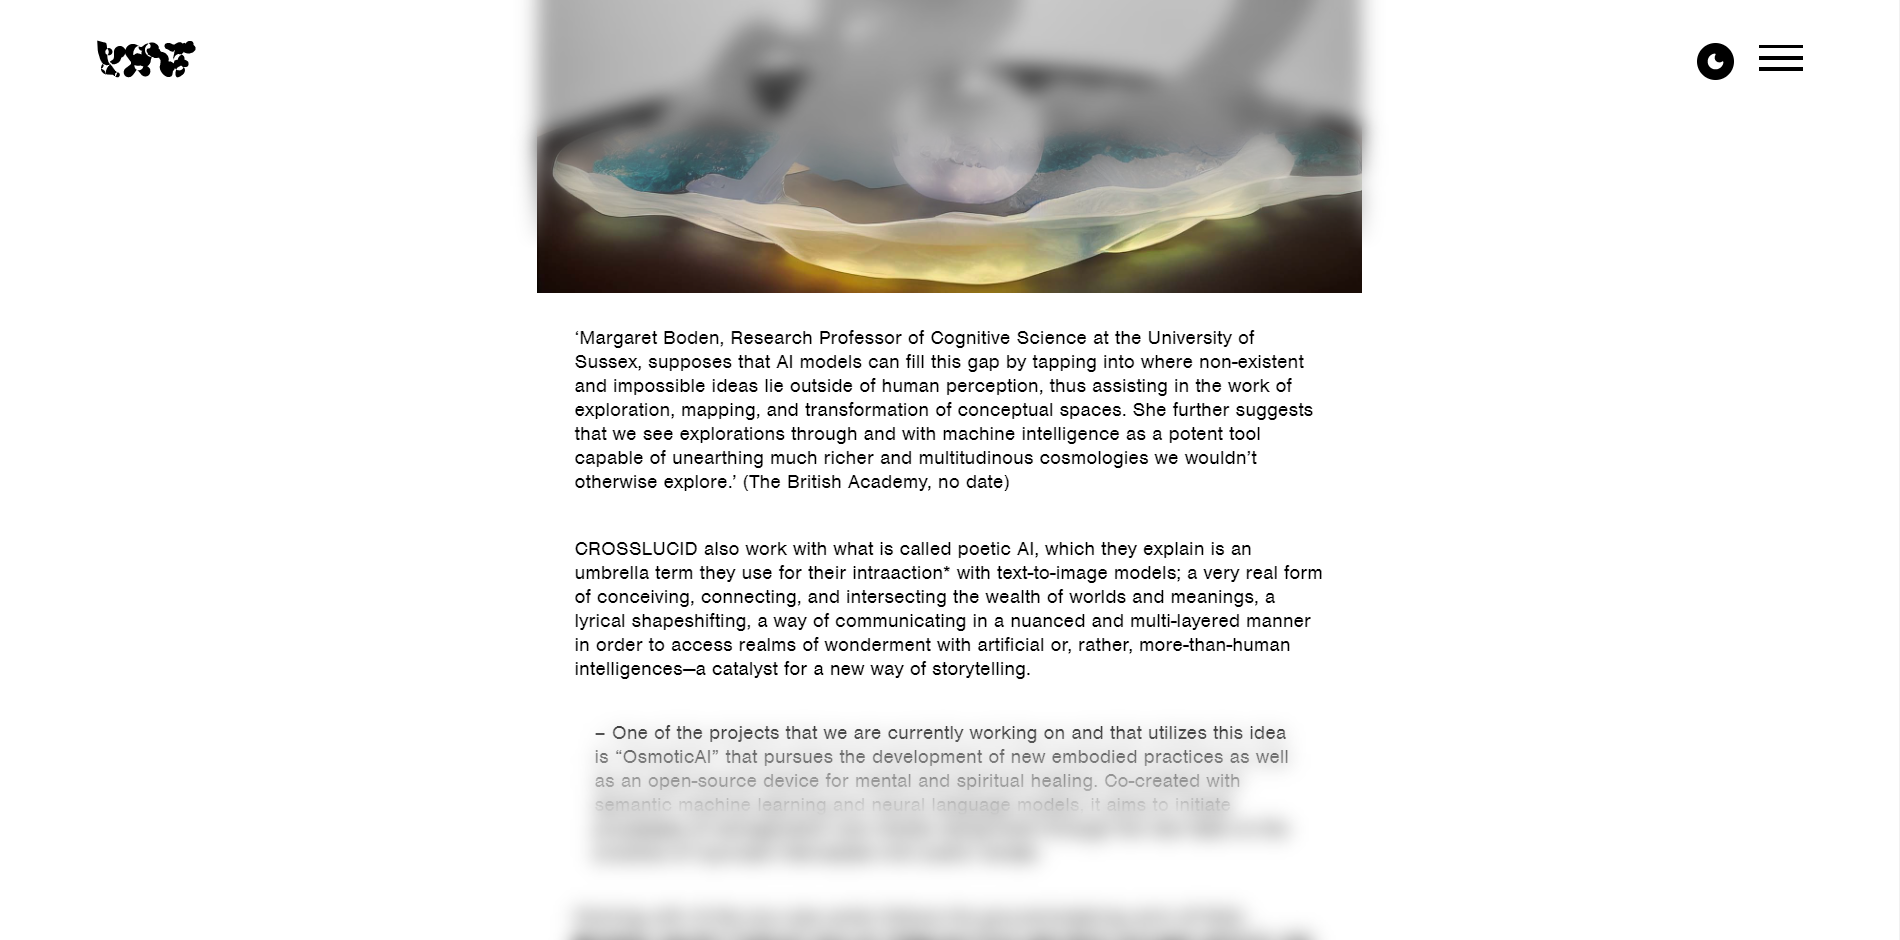 ‘Margaret Boden, Research Professor of Cognitive Science at the University of
Sussex, supposes that AI models can fill this gap by tapping into where non-existent
and impossible ideas lie outside of human perception, thus assisting in the work of
exploration, mapping, and transformation of conceptual spaces. She further suggests
that we see explorations through and with machine intelligence as a potent tool
capable of unearthing much richer and multitudinous cosmologies we wouldn’t
otherwise explore.’ (The British Academy, no date)
CROSSLUCID also work with what is called poetic AI, which they explain is an
umbrella term they use for their intraaction* with text-to-image models; a very real form
of conceiving, connecting, and intersecting the wealth of worlds and meanings, a
lyrical shapeshifting, a way of communicating in a nuanced and multi-layered manner
in order to access realms of wonderment with artificial or, rather, more-than-human
intelligences—a catalyst for a new way of storytelling.
– One of the projects that we are currently working on and that utilizes this idea
is “OsmoticAI” that pursues the development of new embodied practices as well
as an open-source device for mental and spiritual healing. Co-created with
semantic machine learning and neural language models, it aims to initiate